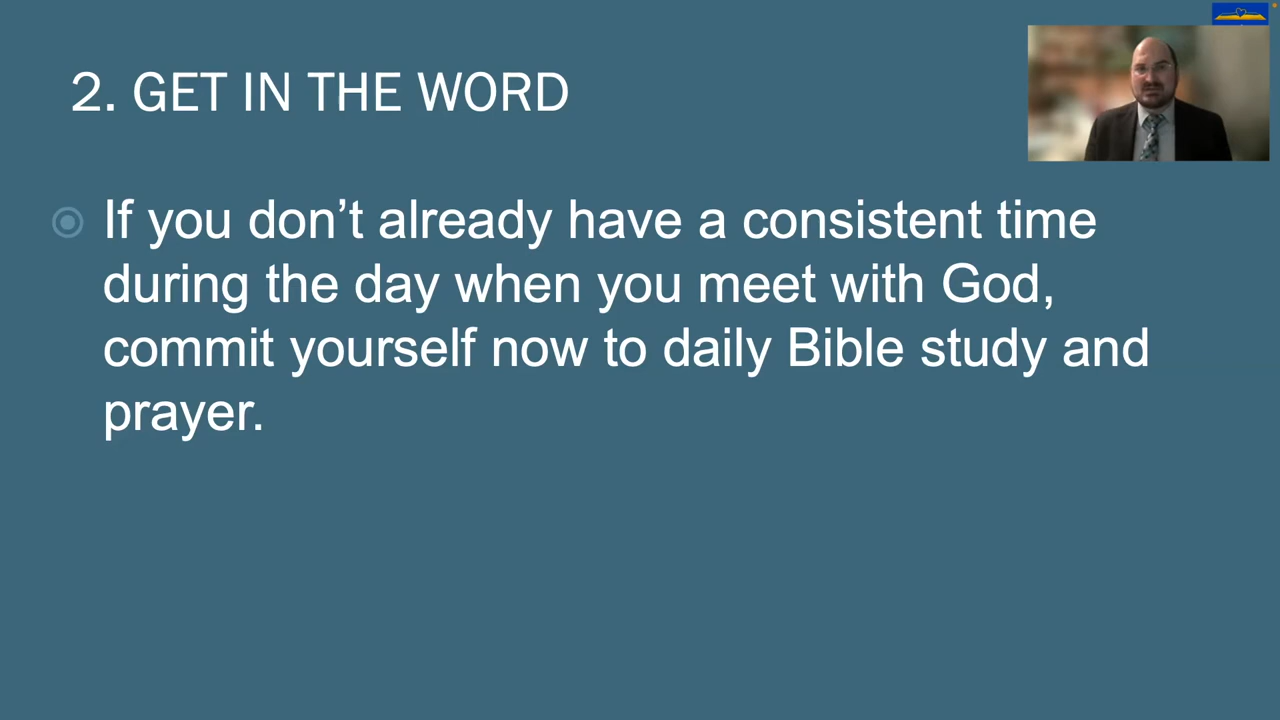 2. GET IN THE WORD
If you don’t already have a consistent time
during the day when you meet with God,
commit yourself now to daily Bible study and
prayer.